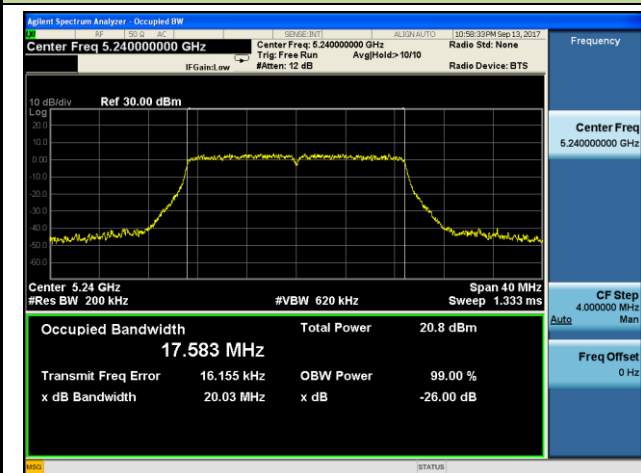 Agilent Spectrum Analyzer - Occupied BW
RF 50 Ω AC SENSE:INT ALIGN AUTO 10:58:33 PM Sep 13, 2017
Center Freq 5.240000000 GHz
Center Freq: 5.240000000 GHz
Radio Std: None
Trig: Free Run Avg|Hold:> 10/10
IFGain:Low #Atten: 12 dB Radio Device: BTS
Frequency
10 dB/div Ref 30.00 dBm
Log
20.0
10.0
0.00
-10.0
-20.0
-30.0
-40.0
-50.0
-60.0
Center 5.24 GHz Span 40 MHz
#Res BW 200 kHz #VBW 620 kHz Sweep 1.333 ms
Occupied Bandwidth Total Power 20.8 dBm
17.583 MHz
Transmit Freq Error 16.155 kHz OBW Power 99.00 %
x dB Bandwidth 20.03 MHz x dB -26.00 dB
Center Freq
5.240000000 GHz
CF Step
4.000000 MHz
Auto Man
Freq Offset
0 Hz
MSG STATUS